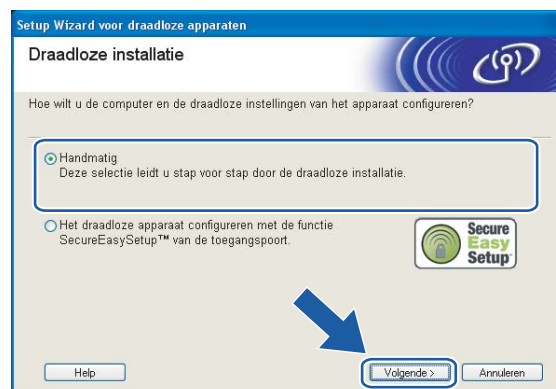 Setup Wizard voor draadloze apparaten
Draadloze installatie
Hoe wilt u de computer en de draadloze instellingen van het apparaat configureren?
Handmatig
Deze selectie leidt u stap voor stap door de draadloze installatie.
Het draadloze apparaat configureren met de functie
SecureEasySetup™ van de toegangspoort.
Secure
Easy
Setup
Help
Volgende >
Annuleren